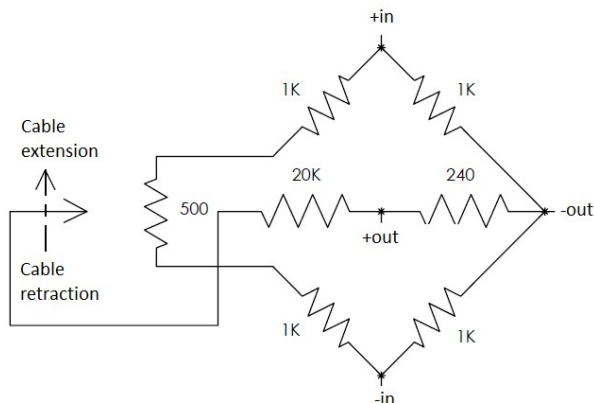 +in
1K
1K
Cable
extension
20K
240
500
-out
+out
Cable
retraction
1K
1K
-in